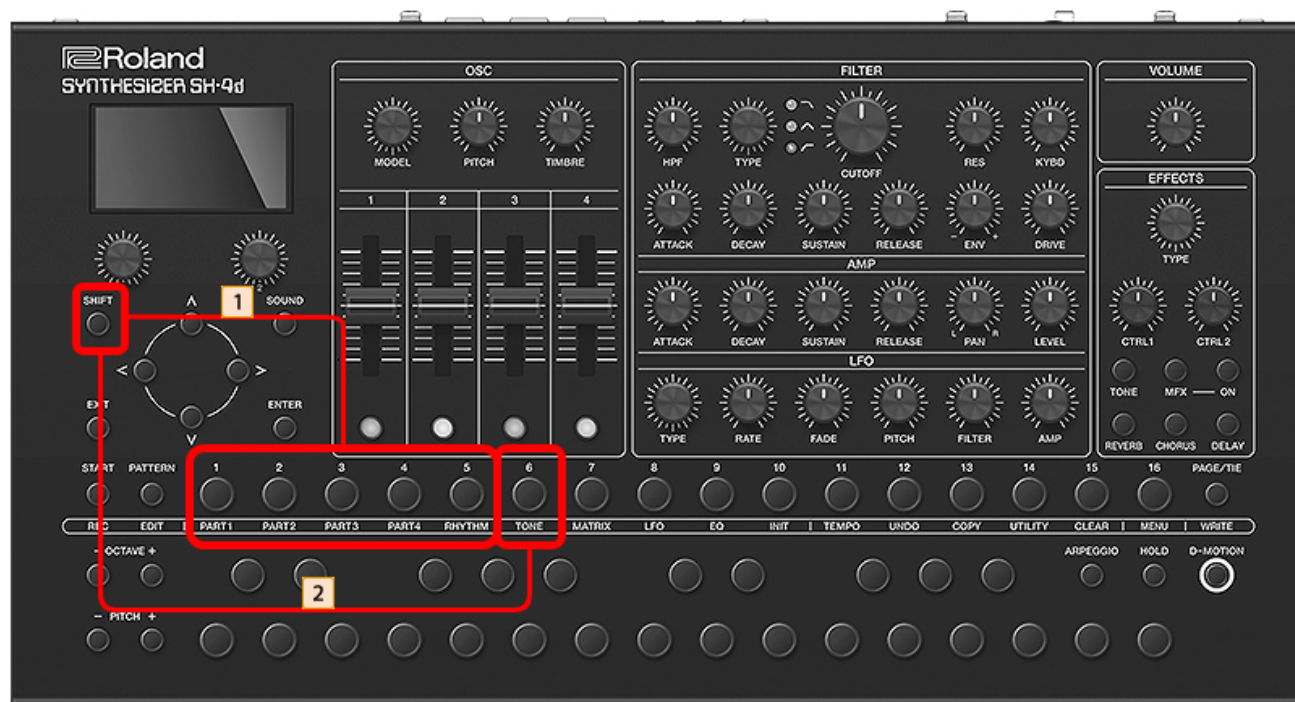 Roland
SYNTHESIZER SH-4d
OSC
FILTER
VOLUME
MODEL PITCH TIMBRE
HPF TYPE CUTOFF RES KYBD
EFFECTS
TYPE
1 2 3 4
ATTACK DECAY SUSTAIN RELEASE - ENV + DRIVE
AMP
SHIFT 1 2 SOUND
ATTACK DECAY SUSTAIN RELEASE L PAN R LEVEL
CTRL1 CTRL2
LFO
TONE MFX ON
EXIT ENTER
TYPE RATE FADE PITCH FILTER AMP
REVERB CHORUS DELAY
START PATTERN 1 2 3 4 5 6 7 8 9 10 11 12 13 14 15 16 PAGE/TIE
REC EDIT PART1 PART2 PART3 PART4 RHYTHM TONE MATRIX LFO EQ INIT TEMPO UNDO COPY UTILITY CLEAR MENU WRITE
- OCTAVE + ARPEGGIO HOLD D-MOTION
2
- PITCH +